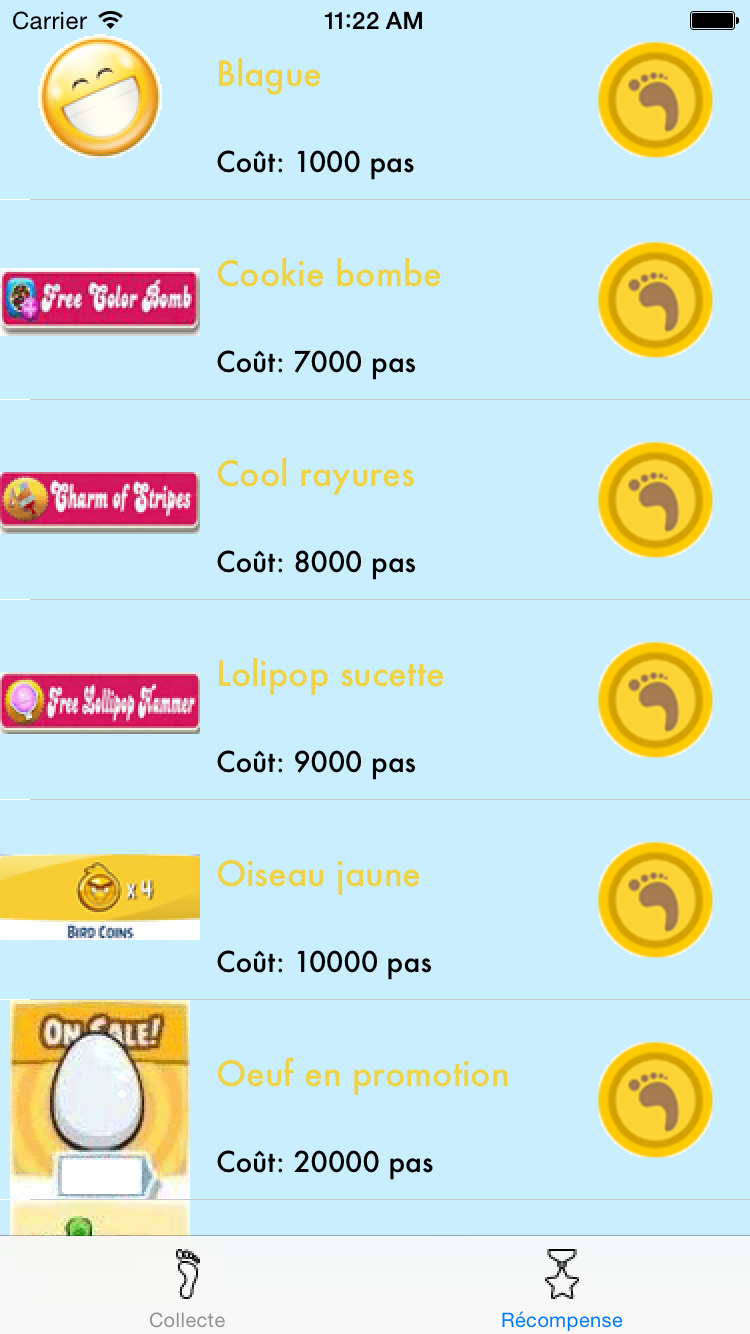 Carrier 11:22 AM
Blague
Coût: 1000 pas
Free Color Bomb
Cookie bombe
Coût: 7000 pas
Charm of Stripes
Cool rayures
Coût: 8000 pas
Free Lollipop Hammer
Lolipop sucette
Coût: 9000 pas
x 4
BIRD COINS
Oiseau jaune
Coût: 10000 pas
ON SALE!
Oeuf en promotion
Coût: 20000 pas
Collecte
Récompense